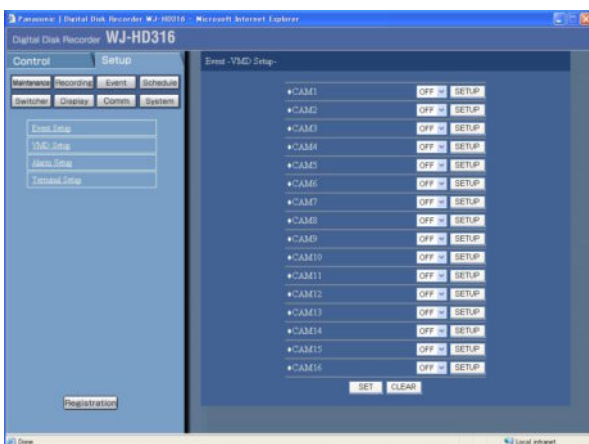 Panasonic | Digital Disk Recorder WJ-HD316 - Microsoft Internet Explorer
Digital Disk Recorder WJ-HD316
Control Setup
Event -VMD Setup-
Maintenance Recording Event Schedule
Switcher Display Comm System
Event Setup
VMD Setup
Alarm Setup
Terminal Setup
♦CAM1 OFF SETUP
♦CAM2 OFF SETUP
♦CAM3 OFF SETUP
♦CAM4 OFF SETUP
♦CAM5 OFF SETUP
♦CAM6 OFF SETUP
♦CAM7 OFF SETUP
♦CAM8 OFF SETUP
♦CAM9 OFF SETUP
♦CAM10 OFF SETUP
♦CAM11 OFF SETUP
♦CAM12 OFF SETUP
♦CAM13 OFF SETUP
♦CAM14 OFF SETUP
♦CAM15 OFF SETUP
♦CAM16 OFF SETUP
SET CLEAR
Registration
Done Local intranet